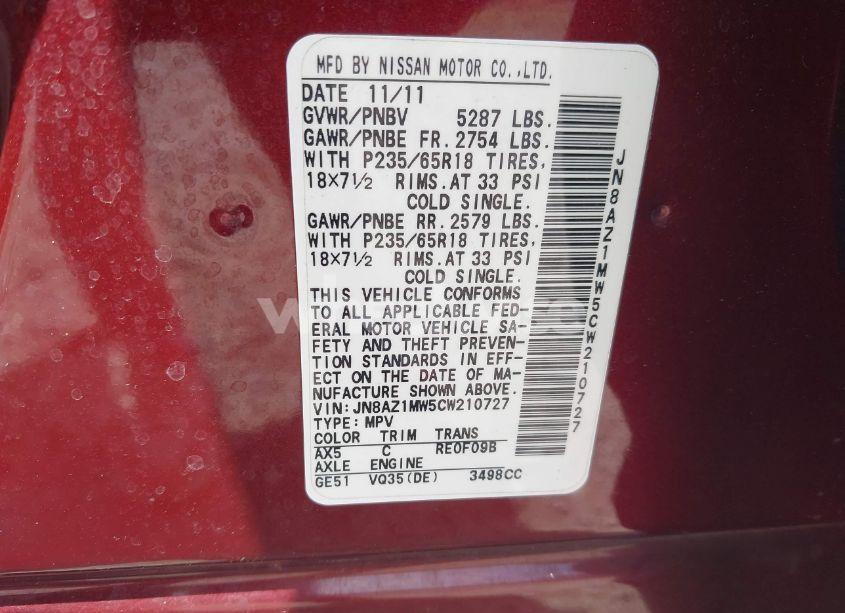 MFD BY NISSAN MOTOR CO.,LTD.
DATE 11/11
GVWR/PNBV 5287 LBS.
GAWR/PNBE FR. 2754 LBS.
WITH P235/65R18 TIRES,
18×7½ RIMS.AT 33 PSI
COLD SINGLE.
GAWR/PNBE RR. 2579 LBS.
WITH P235/65R18 TIRES,
18×7½ RIMS.AT 33 PSI
COLD SINGLE.
THIS VEHICLE CONFORMS
TO ALL APPLICABLE FED-
ERAL MOTOR VEHICLE SA-
FETY AND THEFT PREVEN-
TION STANDARDS IN EFF-
ECT ON THE DATE OF MA-
NUFACTURE SHOWN ABOVE.
VIN:JN8AZ1MW5CW210727
TYPE:MPV
COLOR TRIM TRANS
AX5 C RE0F09B
AXLE ENGINE
GE51 VQ35(DE) 3498CC
JN8AZ1MW5CW210727